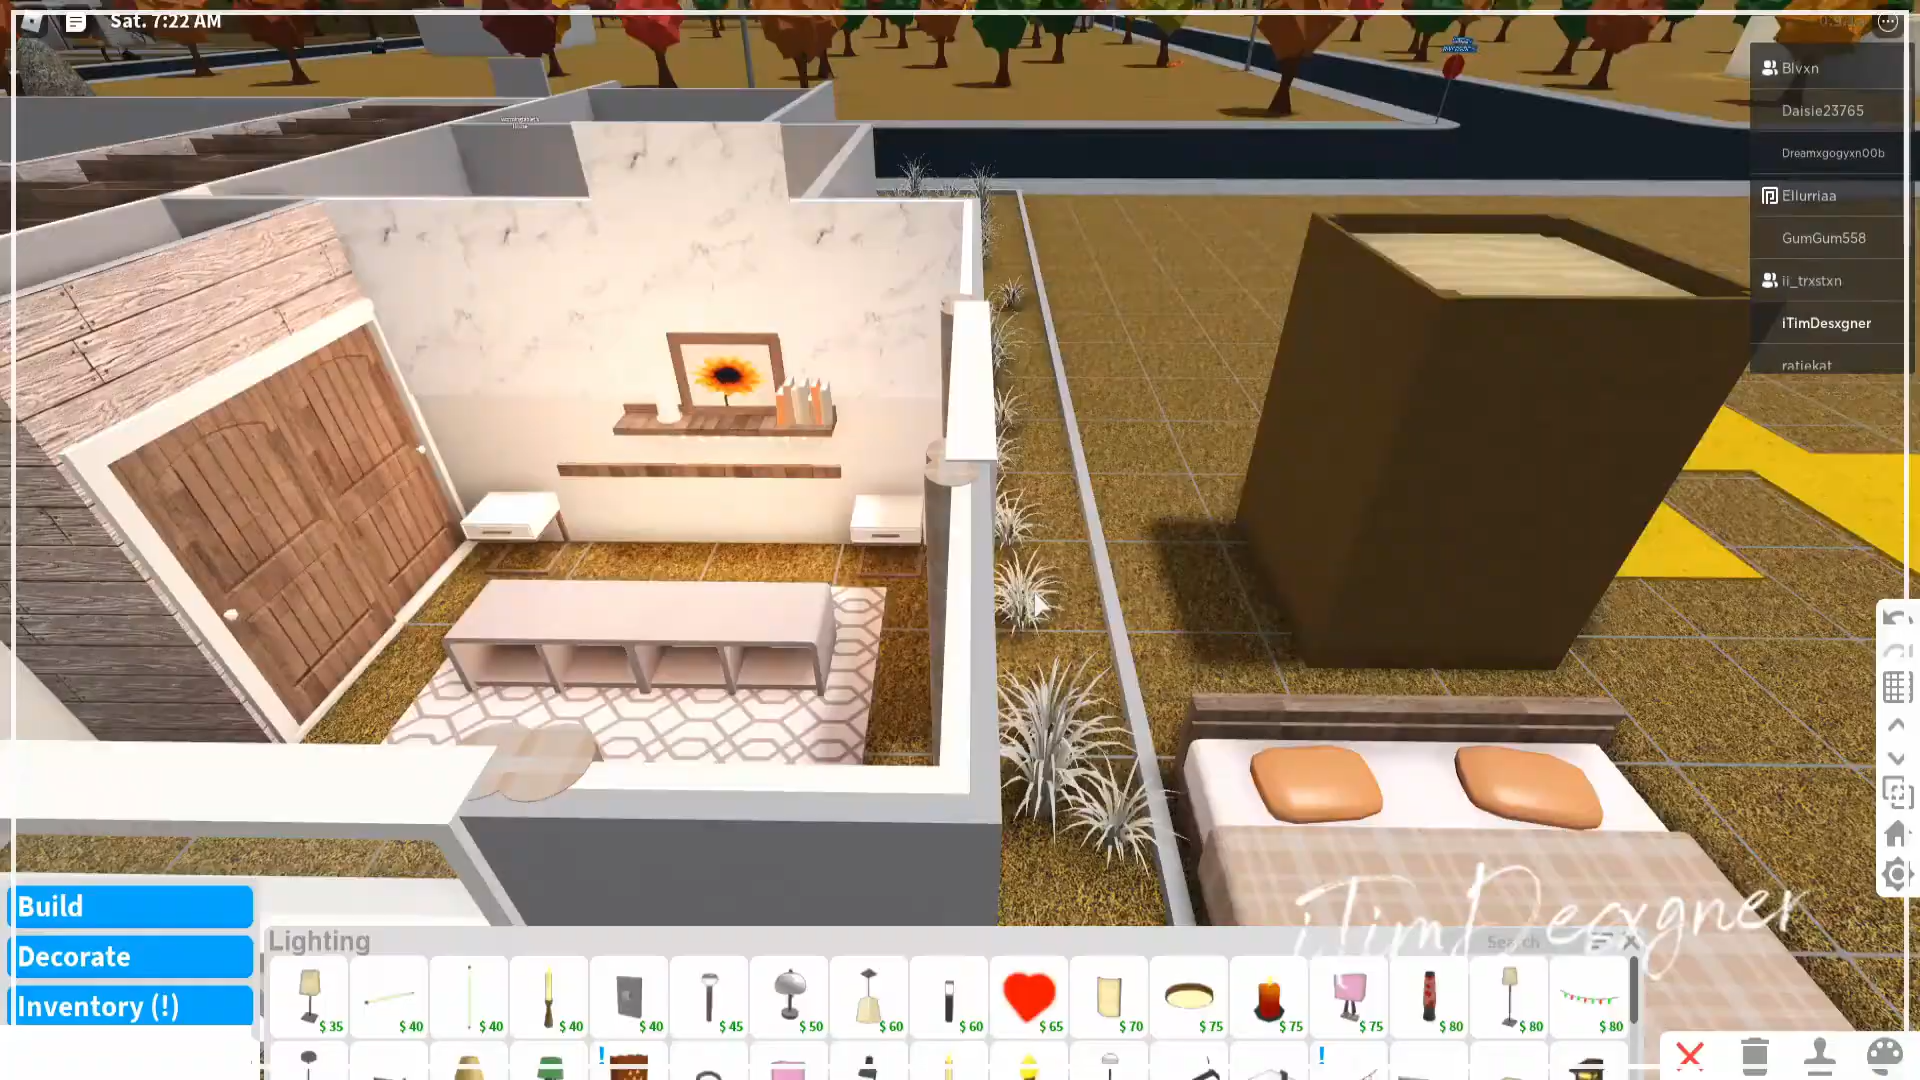 Sat. 7:22 AM
Blvxn
Daisie23765
Dreamxgogyxn00b
Ellurriaa
GumGum558
ii_trxstxn
iTimDesxgner
ratiekat
Build
Decorate
Inventory (!)
Lighting
Search
iTimDesxgner
$ 35
$ 40
$ 40
$ 40
$ 40
$ 45
$ 50
$ 60
$ 60
$ 65
$ 70
$ 75
$ 75
$ 75
$ 80
$ 80
$ 80